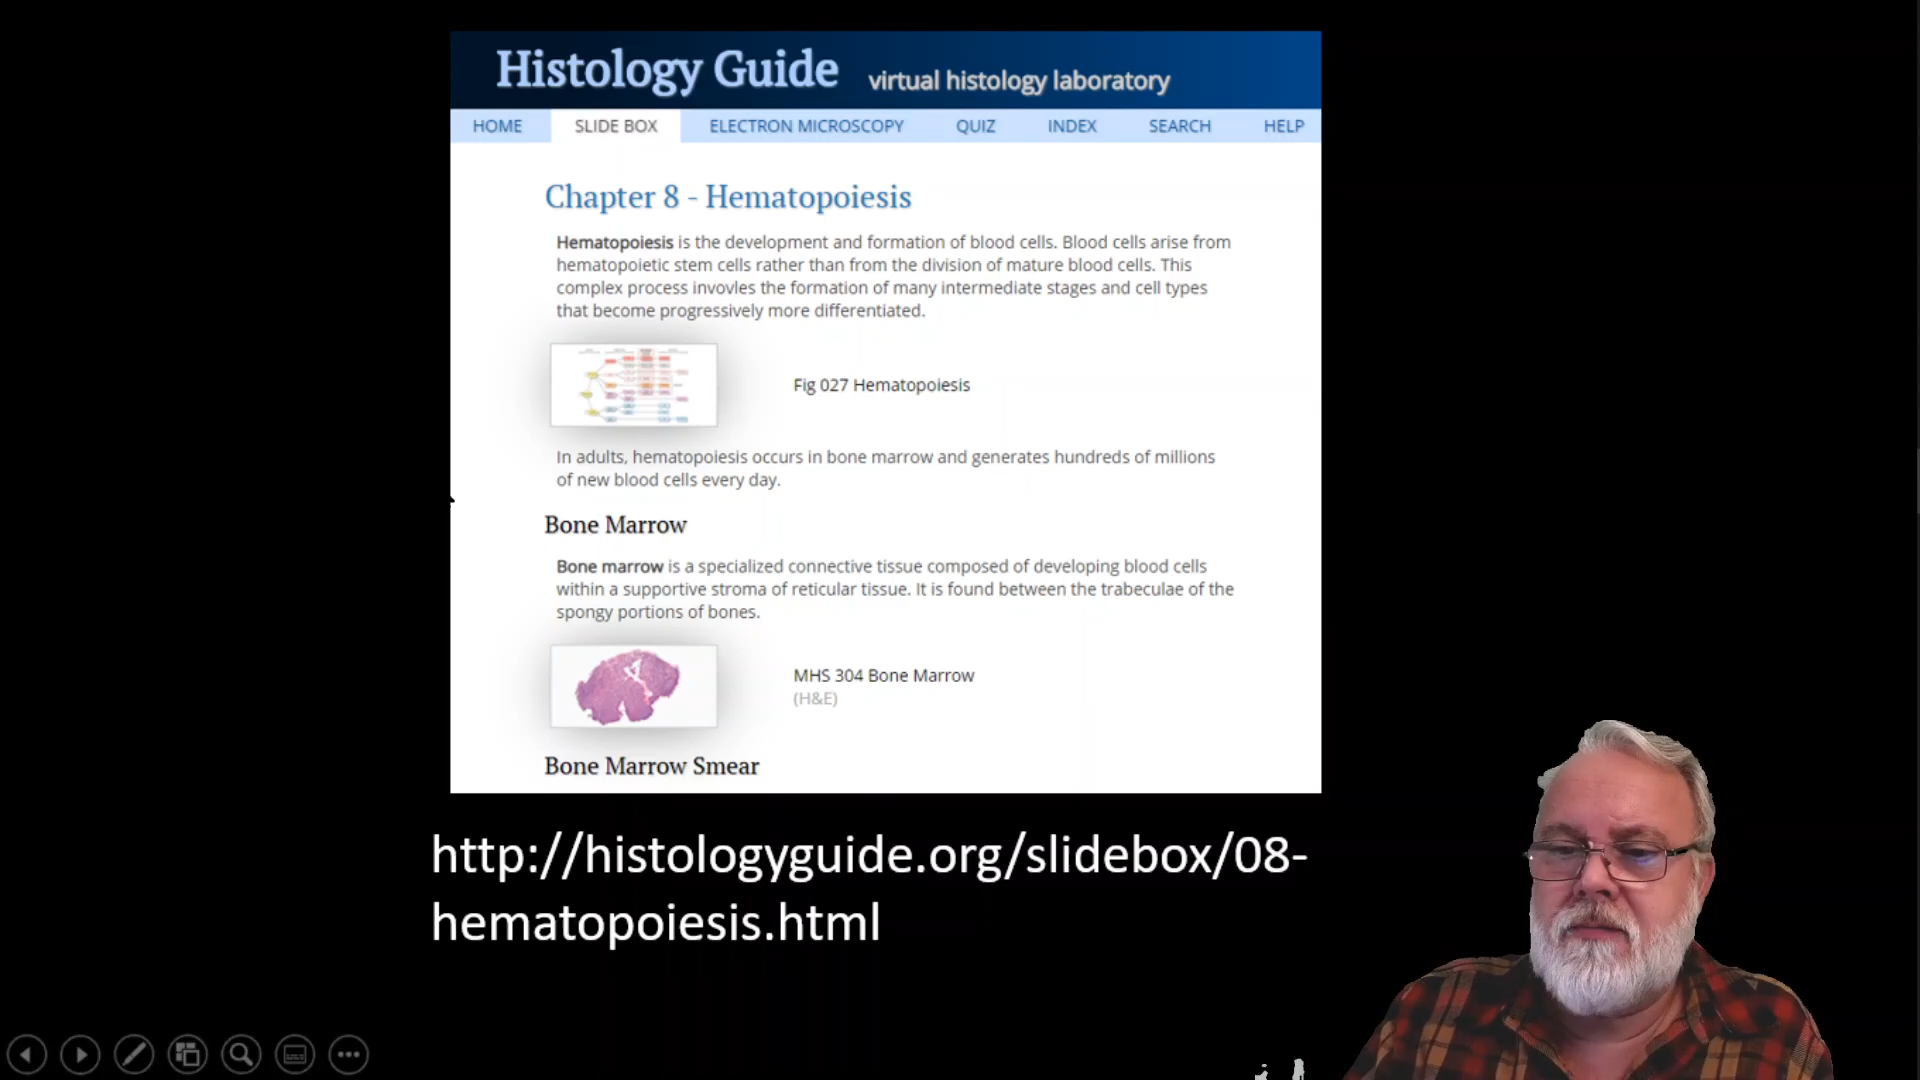 Histology Guide virtual histology laboratory
HOME SLIDE BOX ELECTRON MICROSCOPY QUIZ INDEX SEARCH HELP
Chapter 8 - Hematopoiesis
Hematopoiesis is the development and formation of blood cells. Blood cells arise from
hematopoietic stem cells rather than from the division of mature blood cells. This
complex process invovles the formation of many intermediate stages and cell types
that become progressively more differentiated.
Fig 027 Hematopoiesis
In adults, hematopoiesis occurs in bone marrow and generates hundreds of millions
of new blood cells every day.
Bone Marrow
Bone marrow is a specialized connective tissue composed of developing blood cells
within a supportive stroma of reticular tissue. It is found between the trabeculae of the
spongy portions of bones.
MHS 304 Bone Marrow
(H&E)
Bone Marrow Smear
http://histologyguide.org/slidebox/08-
hematopoiesis.html